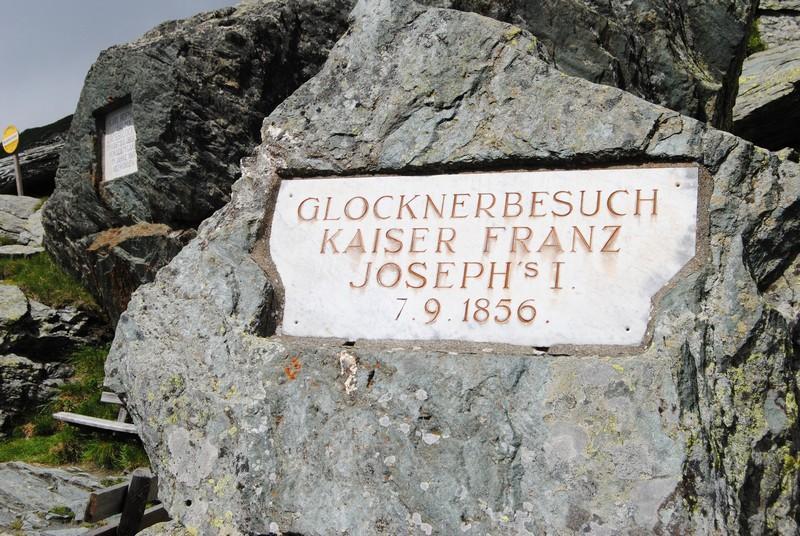 GLOCKNERBESUCH
KAISER FRANZ
JOSEPH'S I.
7.9.1856.